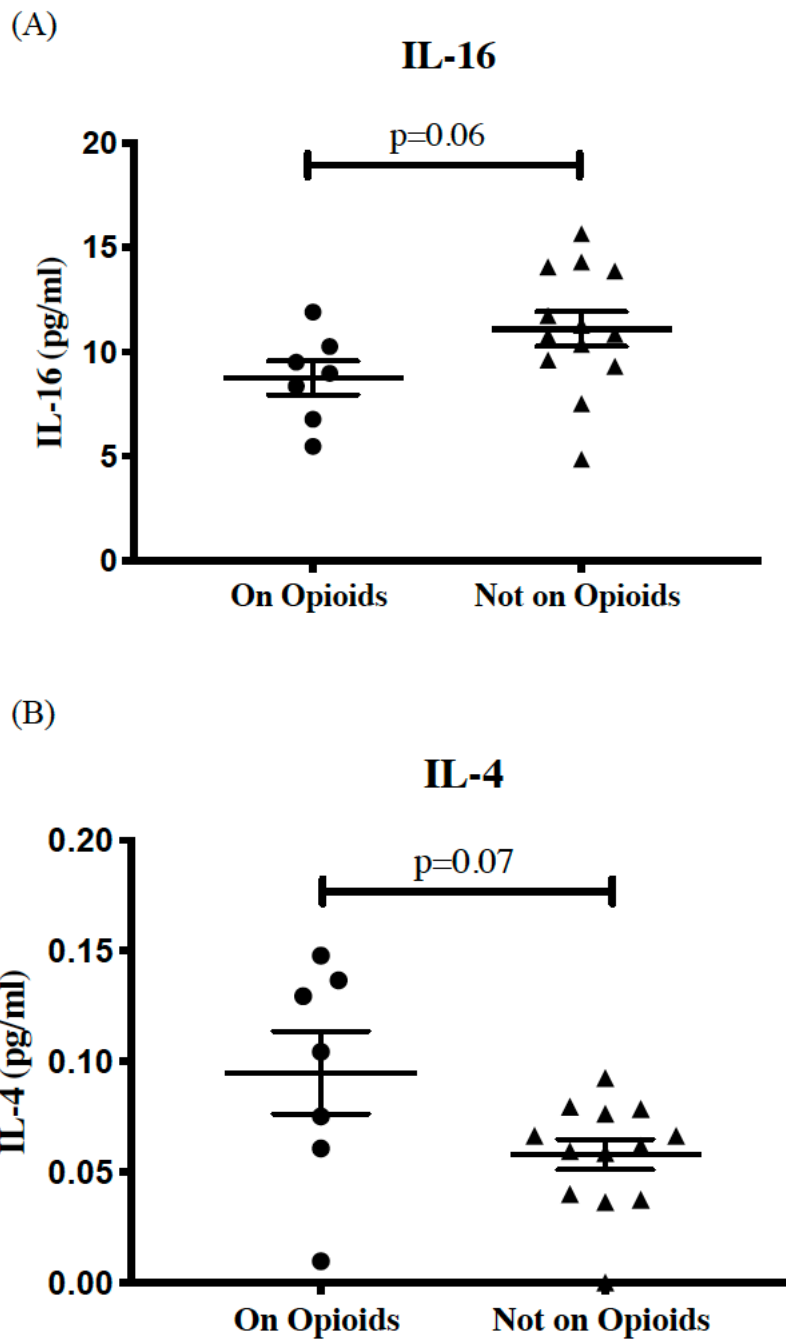 (A)
IL-16
p=0.06
20
15
10
5
0
IL-16 (pg/ml)
On Opioids Not on Opioids
(B)
IL-4
p=0.07
0.20
0.15
0.10
0.05
0.00
IL-4 (pg/ml)
On Opioids Not on Opioids